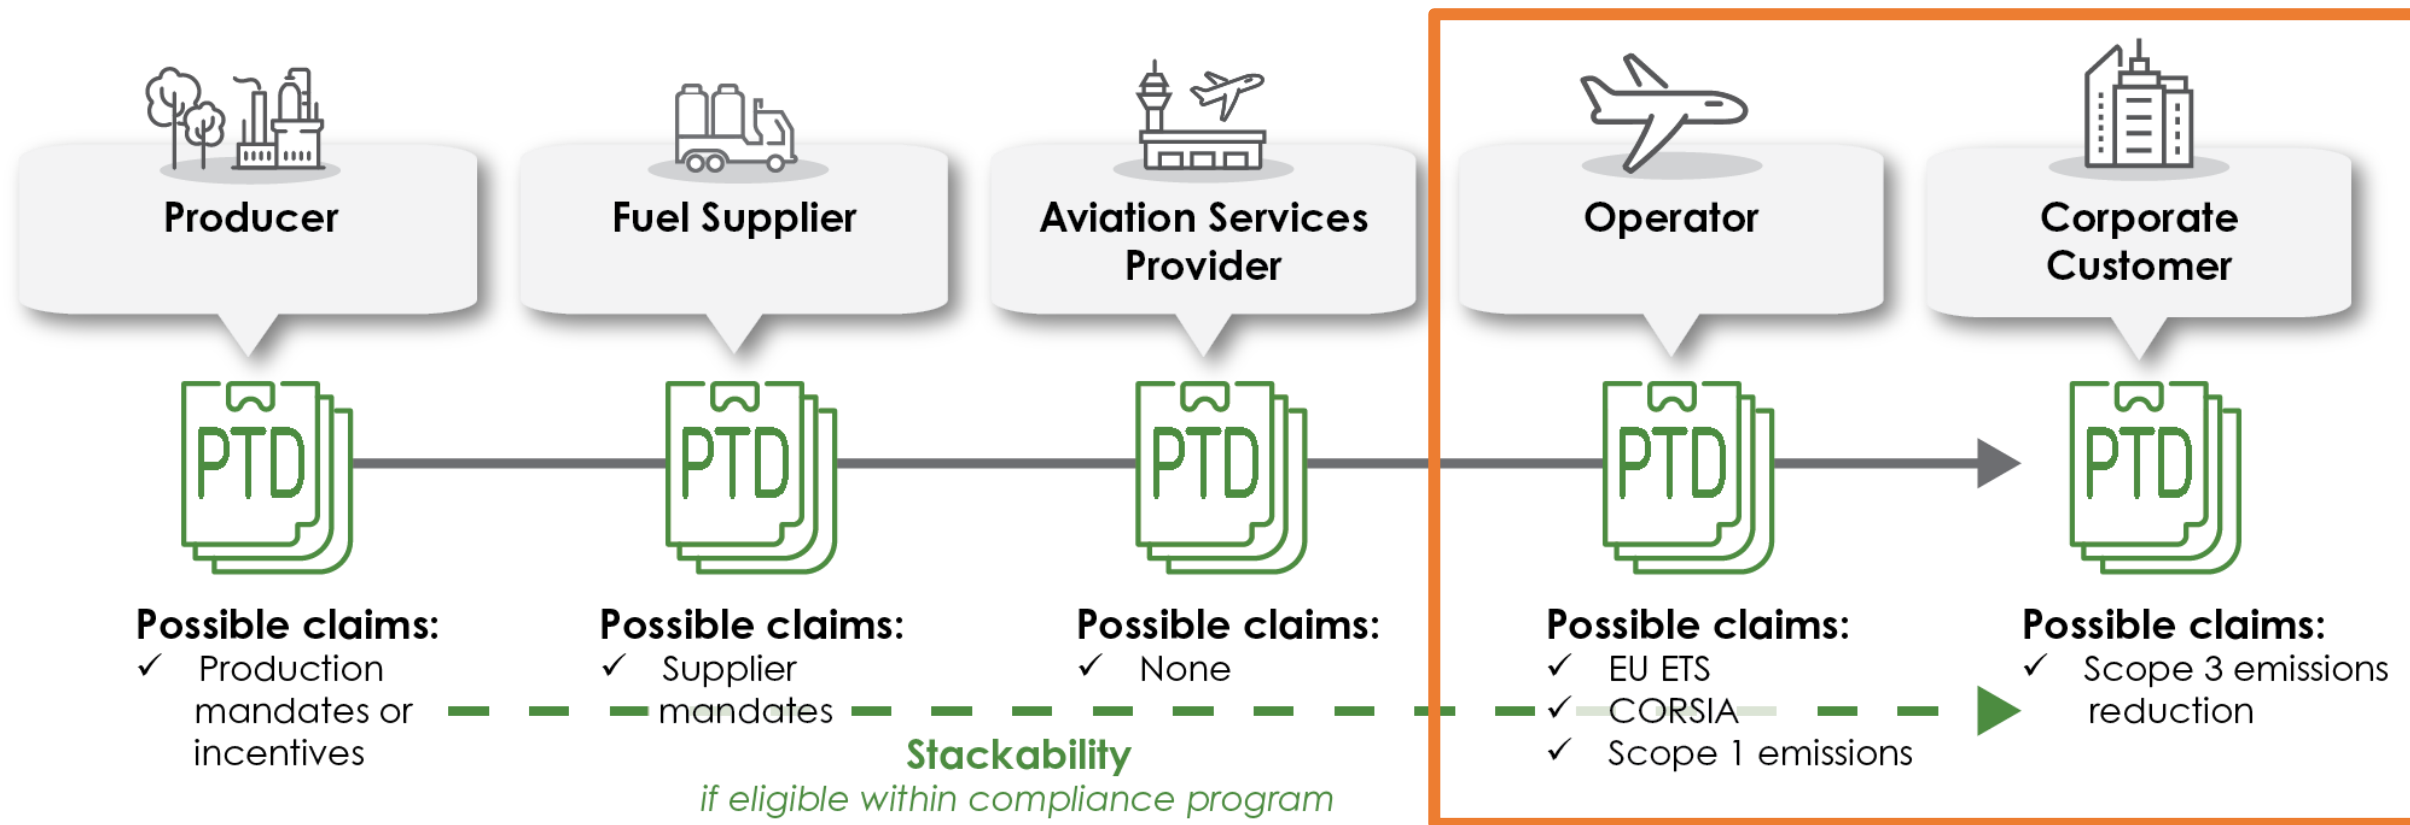 Producer
Fuel Supplier
Aviation Services
Provider
Operator
Corporate
Customer
PTD
PTD
PTD
PTD
PTD
Possible claims:
✓ Production
mandates or
incentives
Possible claims:
✓ Supplier
mandates
Possible claims:
✓ None
Possible claims:
✓ EU ETS
✓ CORSIA
✓ Scope 1 emissions
Possible claims:
✓ Scope 3 emissions
reduction
Stackability
if eligible within compliance program